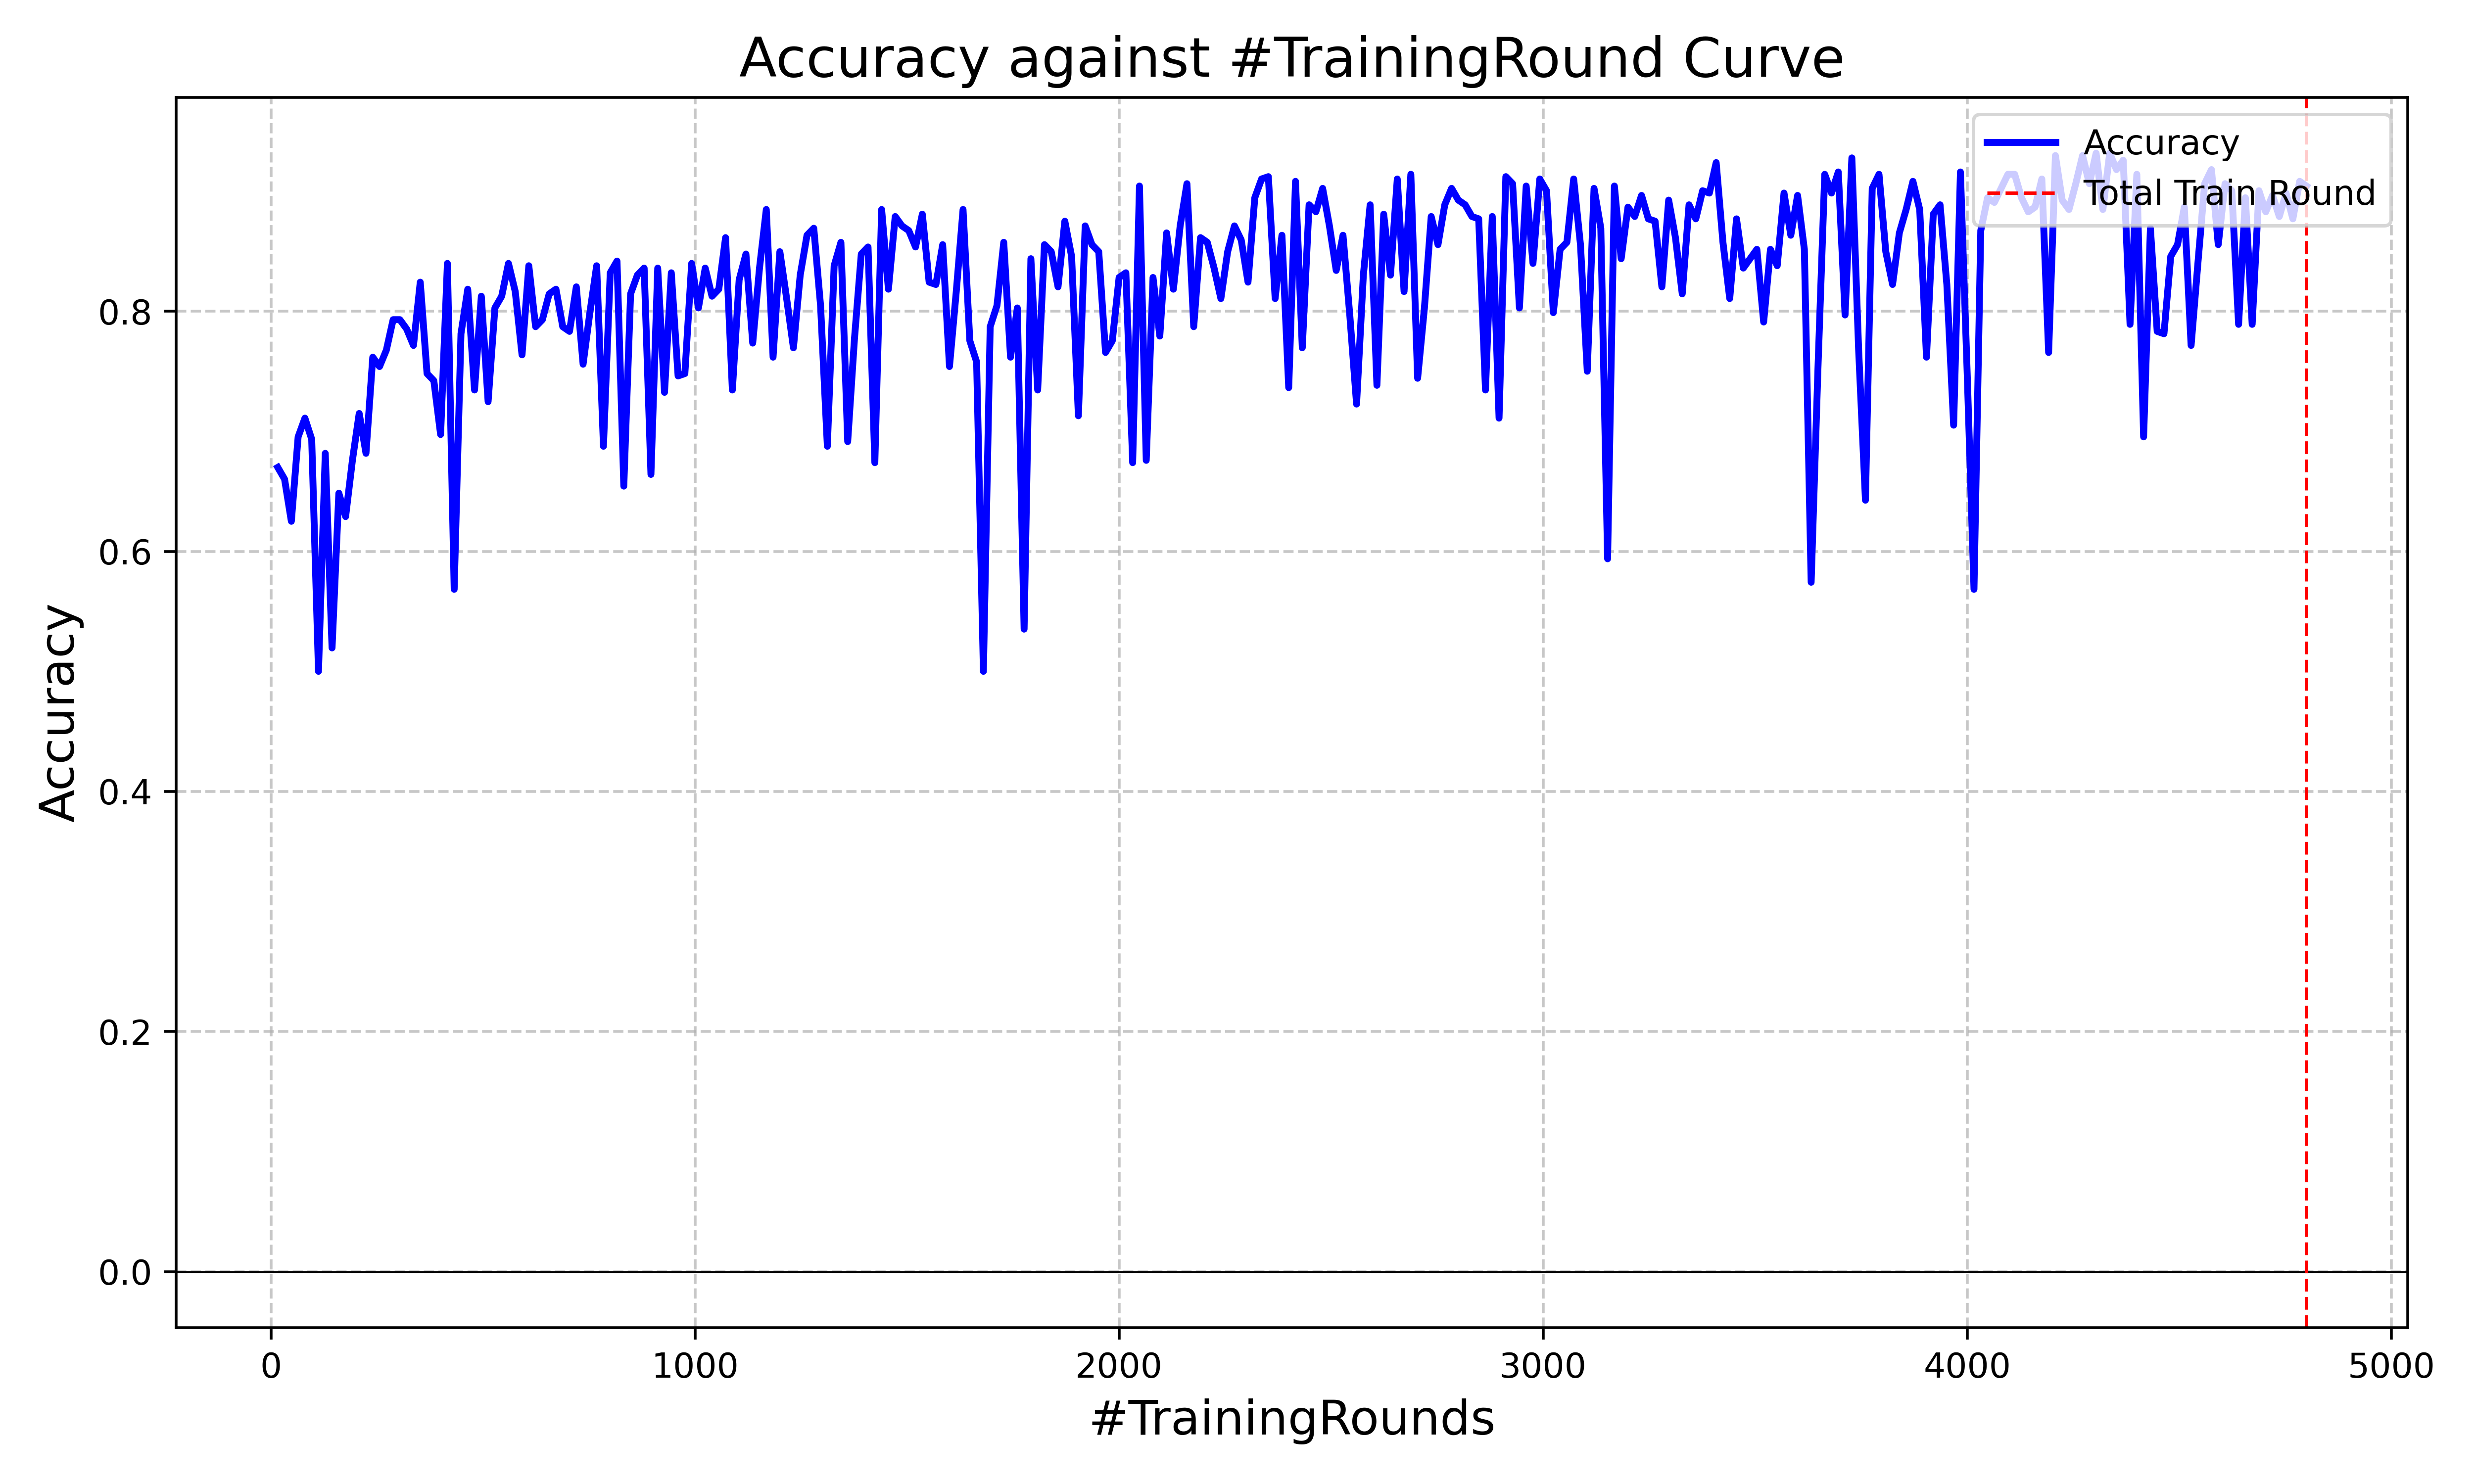 Accuracy against #TrainingRound Curve
Accuracy
Total Train Round
Accuracy
0.8
0.6
0.4
0.2
0.0
0 1000 2000 3000 4000 5000
#TrainingRounds